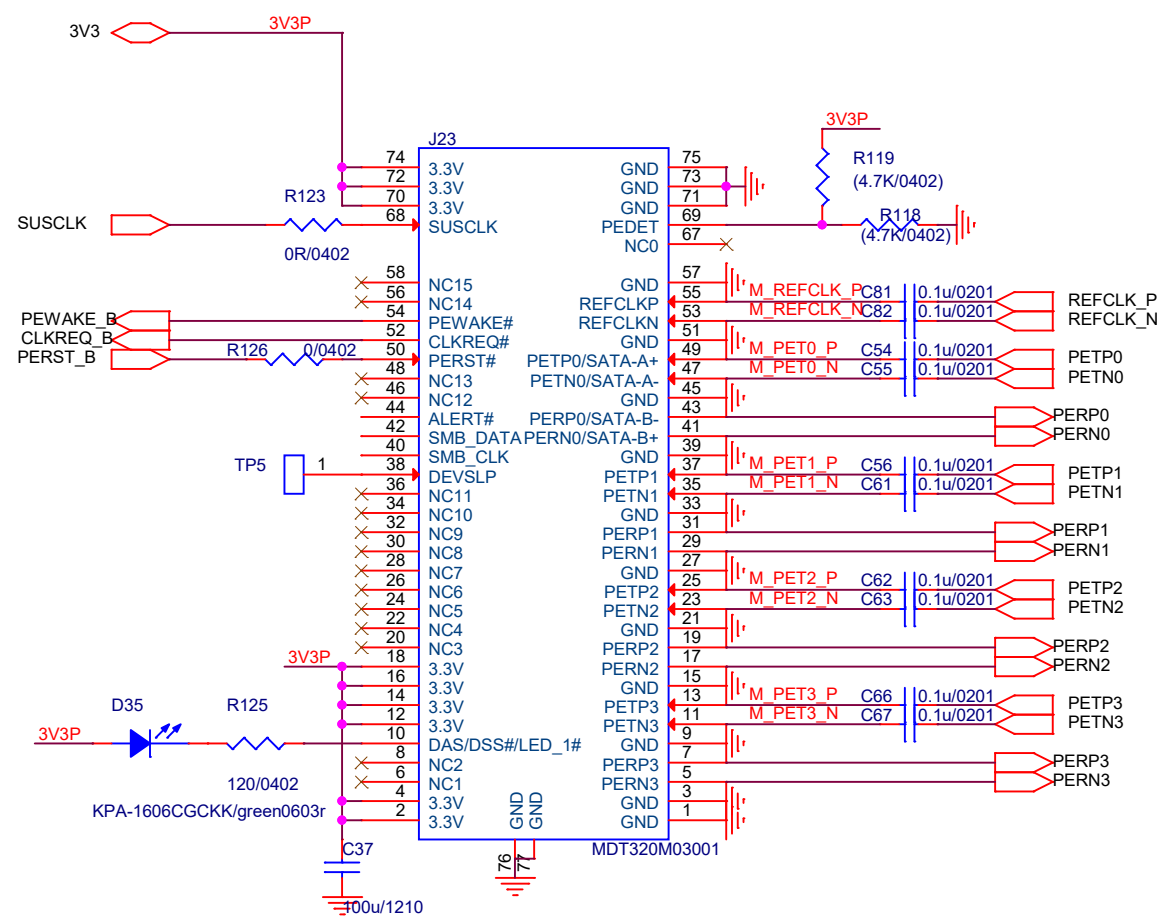 3V3 3V3P
3V3P
J23
R119
(4.7K/0402)
R118
(4.7K/0402)
74 3.3V GND 75
72 3.3V GND 73
70 3.3V GND 71
SUSCLK R123 0R/0402 68 SUSCLK PEDET 69
NC0 67
58 NC15 GND 57
56 NC14 REFCLKP 55 M_REFCLK_P C81 0.1u/0201 REFCLK_P
PEWAKE_B 54 PEWAKE# REFCLKN 53 M_REFCLK_N C82 0.1u/0201 REFCLK_N
CLKREQ_B 52 CLKREQ# GND 51
PERST_B R126 0/0402 50 PERST# PETP0/SATA-A+ 49 M_PET0_P C54 0.1u/0201 PETP0
48 NC13 PETN0/SATA-A- 47 M_PET0_N C55 0.1u/0201 PETN0
46 NC12 GND 45
44 ALERT# PERP0/SATA-B- 43 PERP0
42 SMB_DATA PERN0/SATA-B+ 41 PERN0
40 SMB_CLK GND 39
TP5 1 38 DEVSLP PETP1 37 M_PET1_P C56 0.1u/0201 PETP1
36 NC11 PETN1 35 M_PET1_N C61 0.1u/0201 PETN1
34 NC10 GND 33
32 NC9 PERP1 31 PERP1
30 NC8 PERN1 29 PERN1
28 NC7 GND 27
26 NC6 PETP2 25 M_PET2_P C62 0.1u/0201 PETP2
24 NC5 PETN2 23 M_PET2_N C63 0.1u/0201 PETN2
22 NC4 GND 21
20 NC3 PERP2 19 PERP2
3V3P 18 3.3V PERN2 17 PERN2
16 3.3V GND 15
14 3.3V PETP3 13 M_PET3_P C66 0.1u/0201 PETP3
12 3.3V PETN3 11 M_PET3_N C67 0.1u/0201 PETN3
3V3P D35 R125 10 DAS/DSS#/LED_1# GND 9
8 NC2 PERP3 7 PERP3
6 NC1 PERN3 5 PERN3
120/0402
KPA-1606CGCKK/green0603r
4 3.3V GND 3
2 3.3V GND 1
GND GND
76 77
MDT320M03001
C37
100u/1210